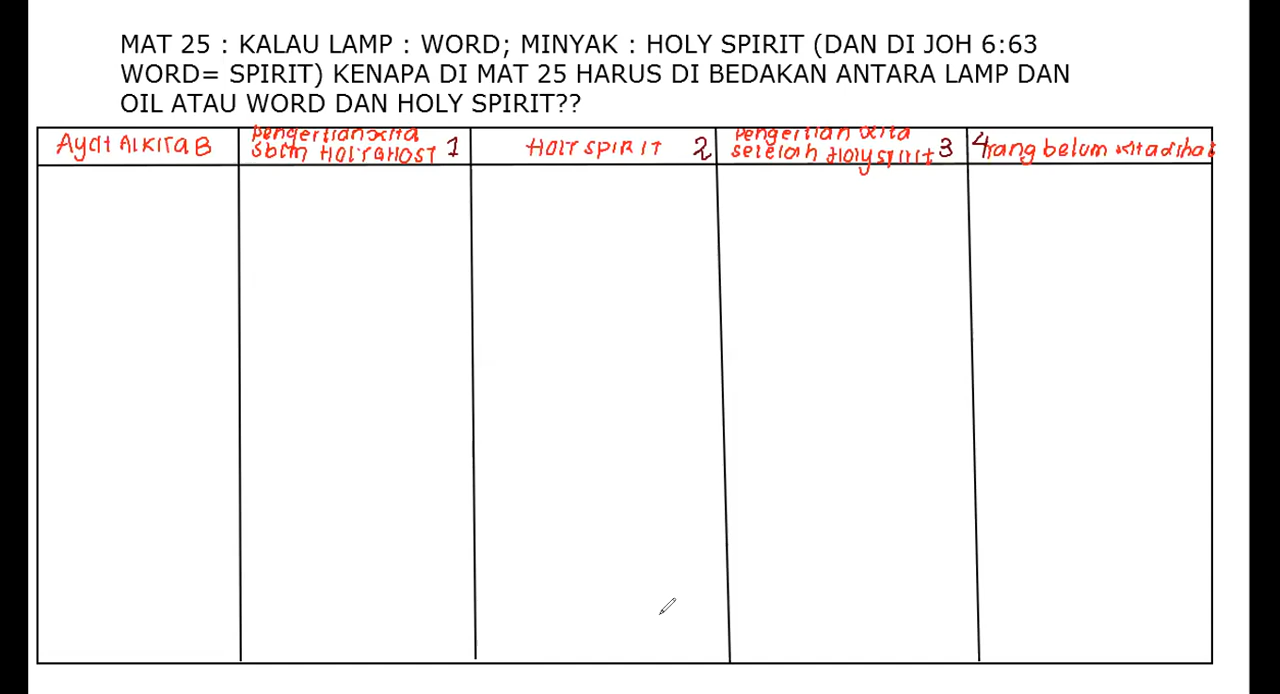 MAT 25 : KALAU LAMP : WORD; MINYAK : HOLY SPIRIT (DAN DI JOH 6:63
WORD= SPIRIT) KENAPA DI MAT 25 HARUS DI BEDAKAN ANTARA LAMP DAN
OIL ATAU WORD DAN HOLY SPIRIT??
Ayat ALKITAB
pengertian kita
sblm HOLY GHOST 1
HOLY SPIRIT 2
pengertian kita
setelah Holy spirit 3
4 yang belum kita